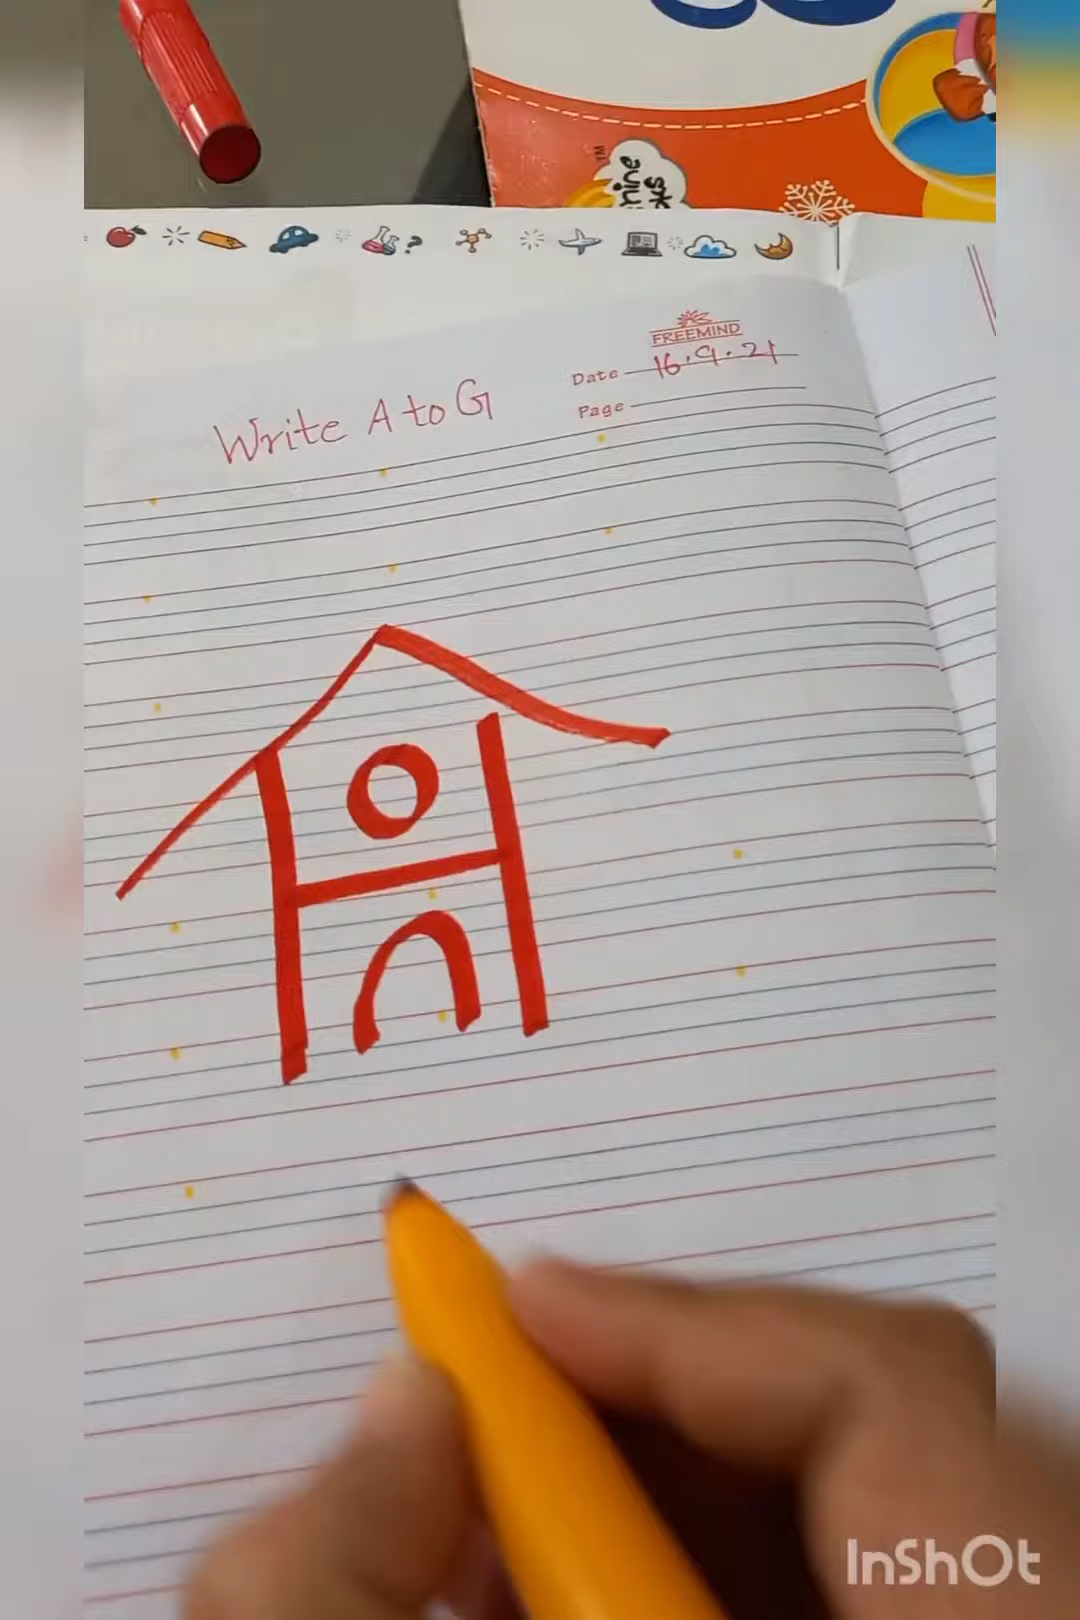 FREEMIND
Date 16.9.21
Page
Write A to G
InShOt